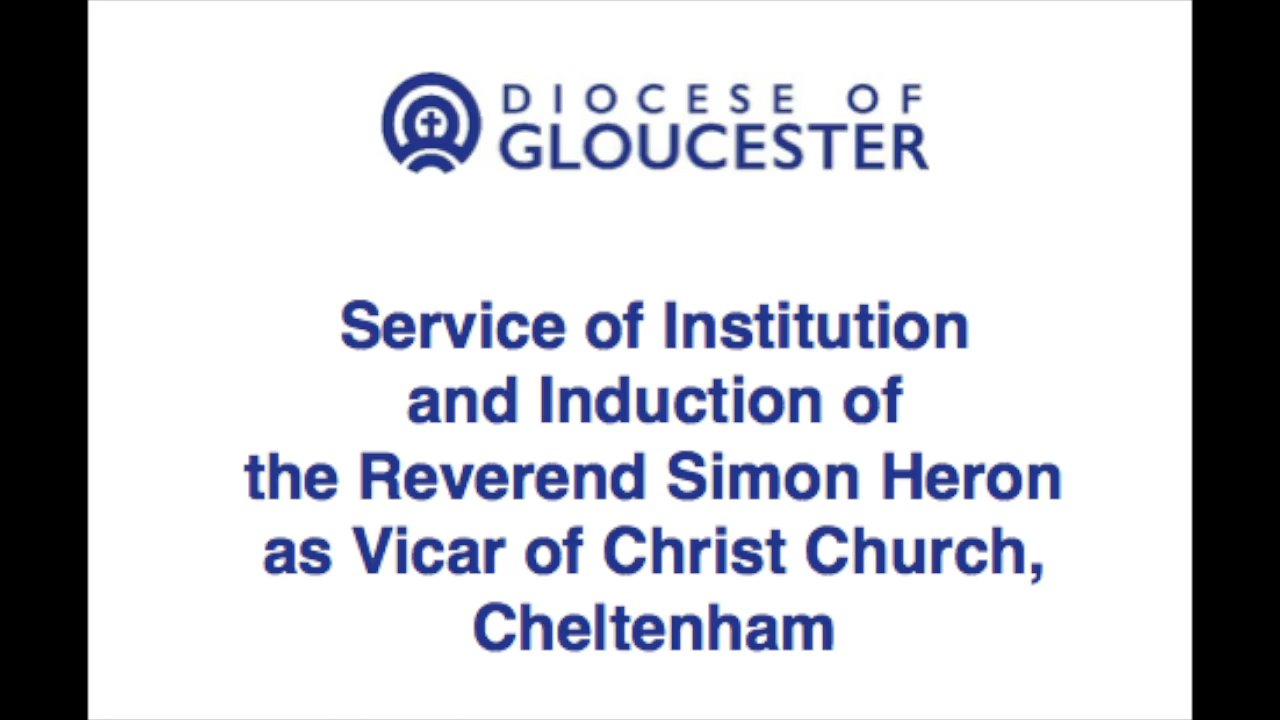 DIOCESE OF
GLOUCESTER
Service of Institution
and Induction of
the Reverend Simon Heron
as Vicar of Christ Church,
Cheltenham